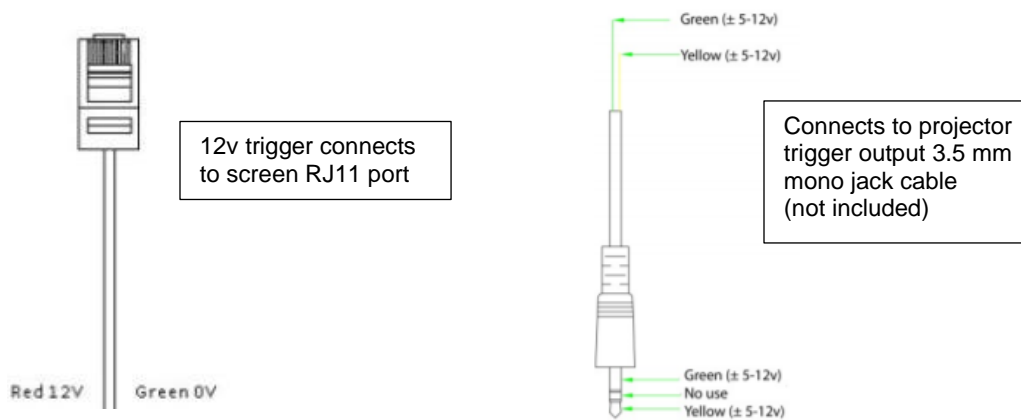 Green (± 5-12v)
Yellow (± 5-12v)
12v trigger connects
to screen RJ11 port
Connects to projector
trigger output 3.5 mm
mono jack cable
(not included)
Red 12V
Green 0V
Green (± 5-12v)
No use
Yellow (± 5-12v)